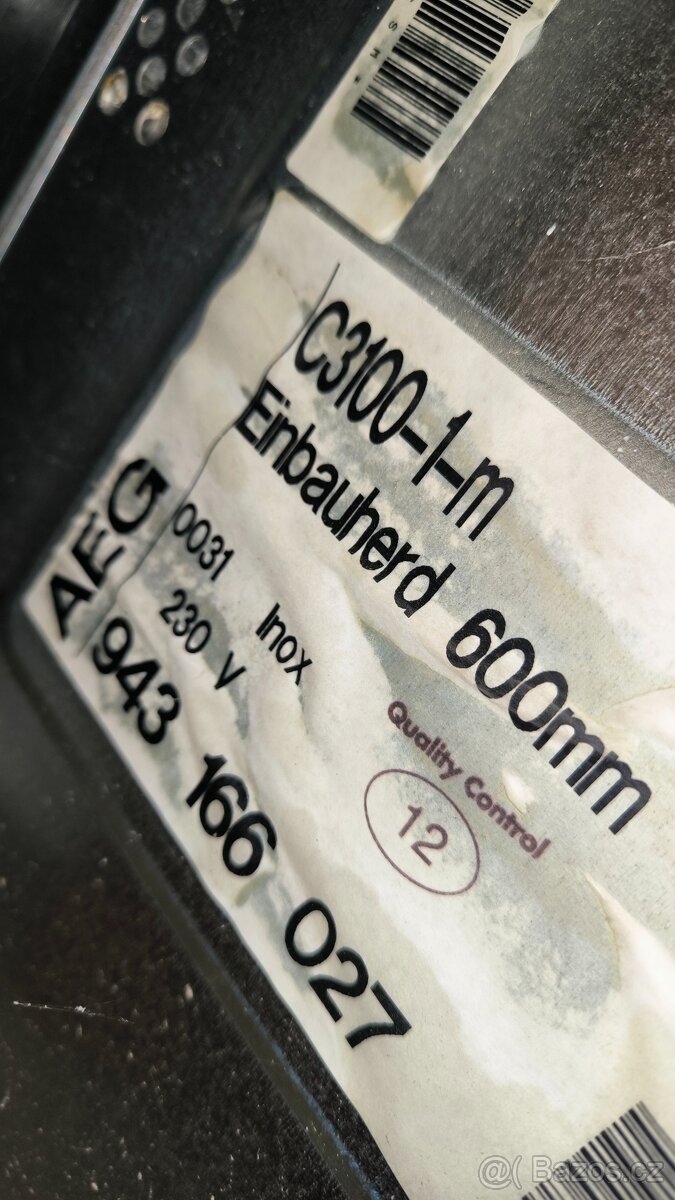 C3100-1-m
Einbauherd 600mm
AEG
0031 Inox
230 V
943 166 027
Quality Control
12
@( Bazos.cz